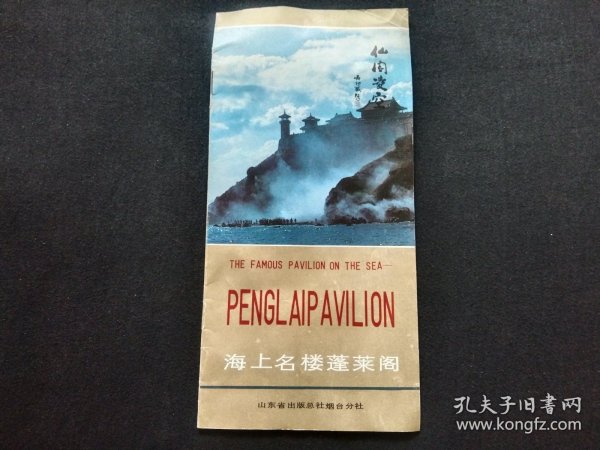 仙阁凌空
THE FAMOUS PAVILION ON THE SEA—
PENGLAIPAVILION
海上名楼蓬莱阁
山东省出版总社烟台分社
孔夫子旧书网
www.kongfz.com